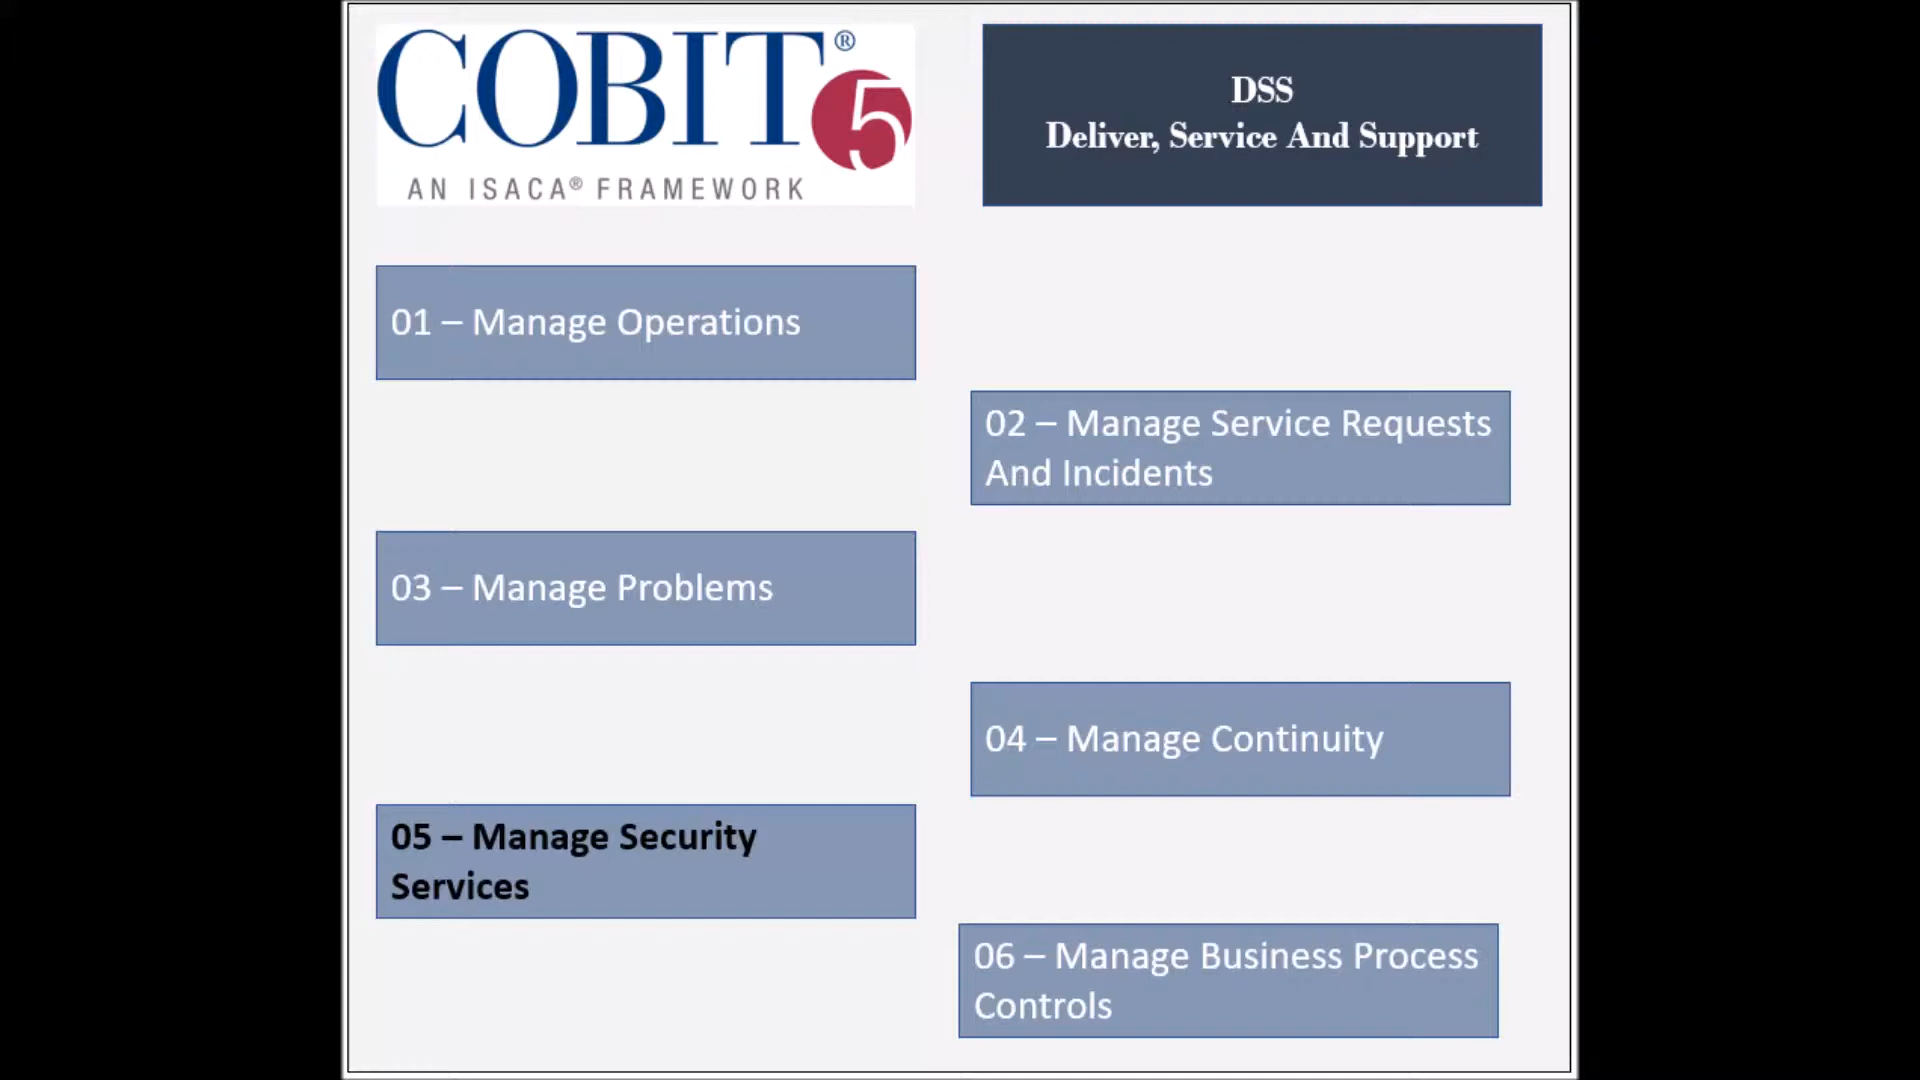 COBIT® 5
AN ISACA® FRAMEWORK
DSS
Deliver, Service And Support
01 – Manage Operations
02 – Manage Service Requests
And Incidents
03 – Manage Problems
04 – Manage Continuity
05 – Manage Security
Services
06 – Manage Business Process
Controls